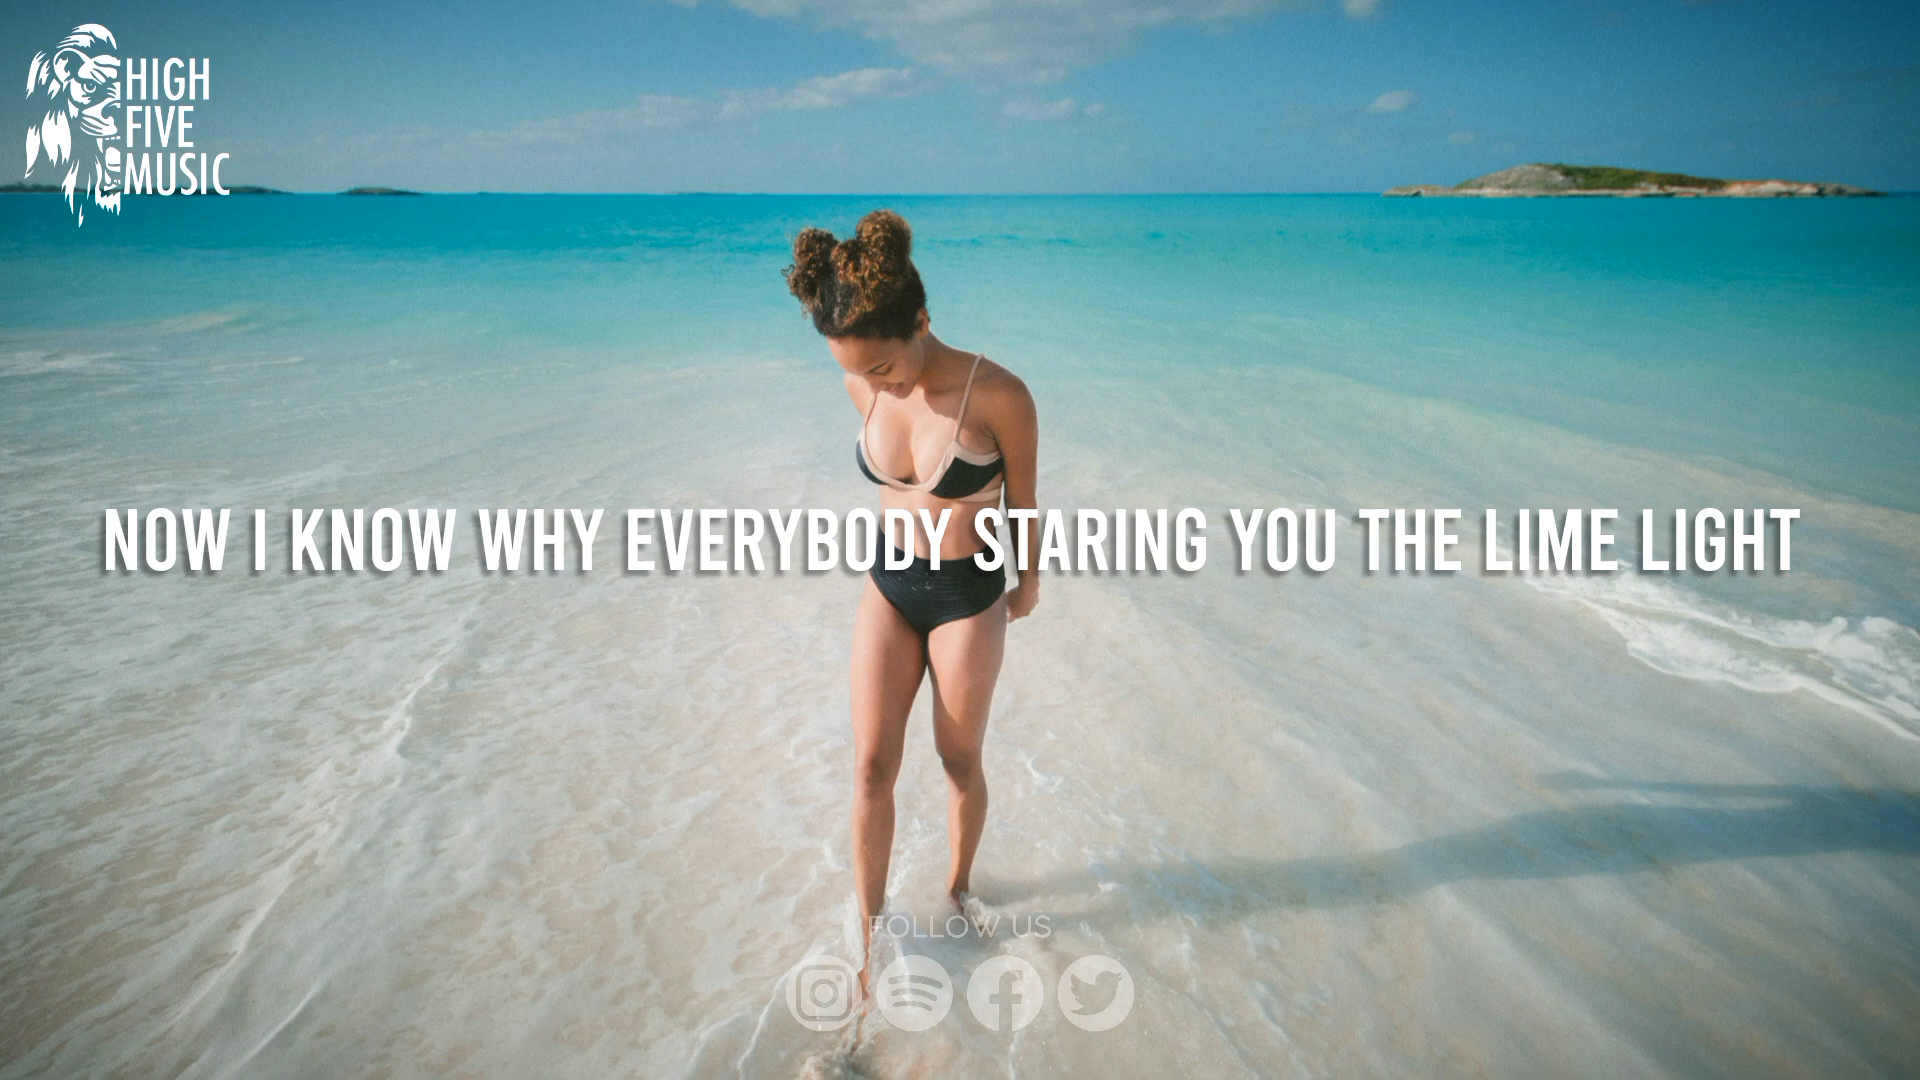 HIGH
FIVE
MUSIC
NOW I KNOW WHY EVERYBODY STARING YOU THE LIME LIGHT
FOLLOW US